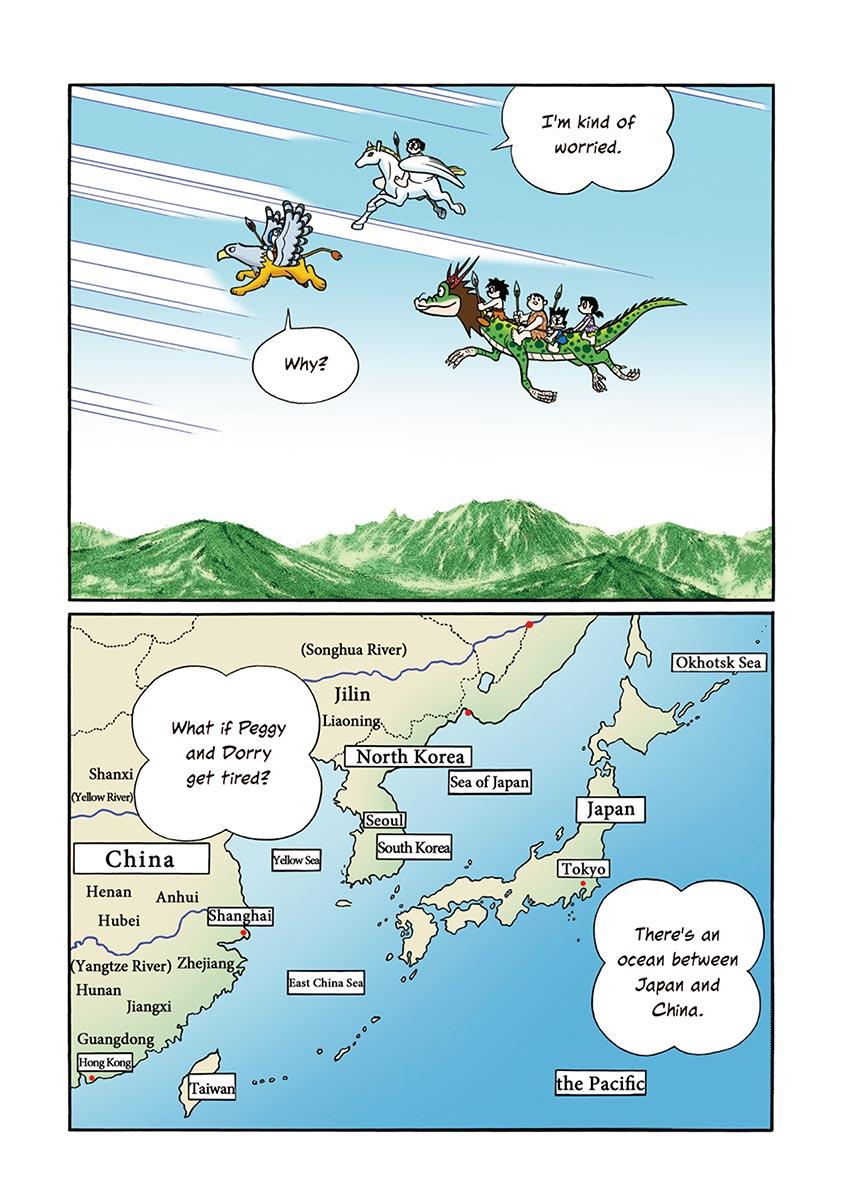 I'm kind of
worried.
Why?
(Songhua River)
Okhotsk Sea
Jilin
Liaoning
What if Peggy
and Dorry
get tired?
North Korea
Shanxi
(Yellow River)
Sea of Japan
Japan
Seoul
South Korea
China
Yellow Sea
Tokyo
Henan
Anhui
Hubei
Shanghai
There's an
ocean between
Japan and
China.
(Yangtze River)
Zhejiang
Hunan
East China Sea
Jiangxi
Guangdong
Hong Kong
Taiwan
the Pacific